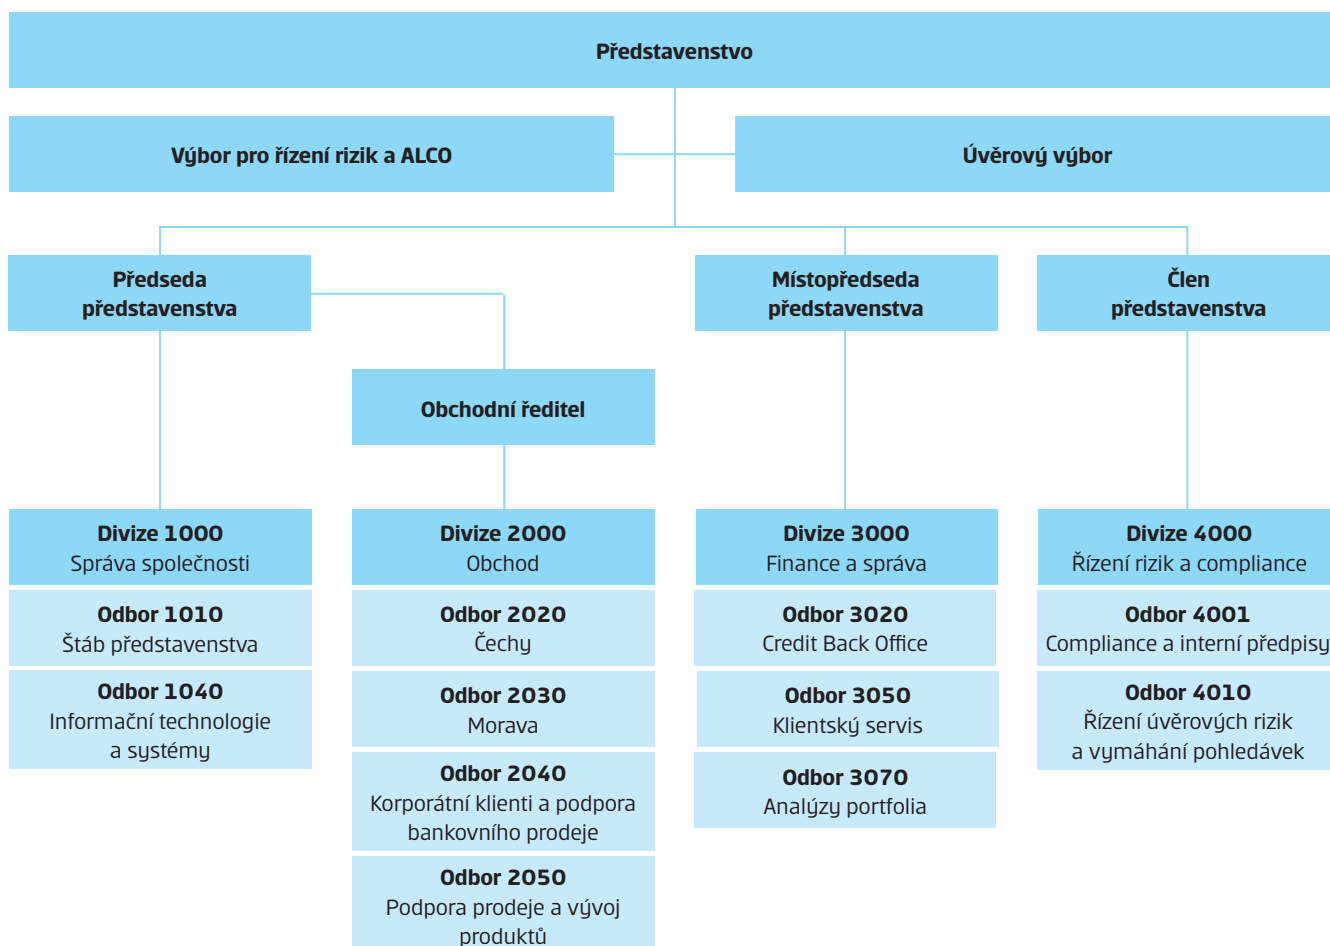 Představenstvo
Výbor pro řízení rizik a ALCO
Úvěrový výbor
Předseda
představenstva
Místopředseda
představenstva
Člen
představenstva
Obchodní ředitel
Divize 1000
Správa společnosti
Odbor 1010
Štáb představenstva
Odbor 1040
Informační technologie
a systémy
Divize 2000
Obchod
Odbor 2020
Čechy
Odbor 2030
Morava
Odbor 2040
Korporátní klienti a podpora
bankovního prodeje
Odbor 2050
Podpora prodeje a vývoj
produktů
Divize 3000
Finance a správa
Odbor 3020
Credit Back Office
Odbor 3050
Klientský servis
Odbor 3070
Analýzy portfolia
Divize 4000
Řízení rizik a compliance
Odbor 4001
Compliance a interní předpisy
Odbor 4010
Řízení úvěrových rizik
a vymáhání pohledávek